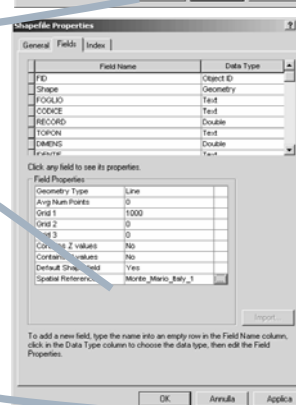 Shapefile Properties ?
General Fields Index
Field Name Data Type
FID Object ID
Shape Geometry
FOGLIO Text
CODICE Text
RECORD Double
TOPON Text
DIMENS Double
Text
Click any field to see its properties.
Field Properties
Geometry Type Line
Avg Num Points 0
Grid 1 1000
Grid 2 0
Grid 3 0
Contains Z values No
Contains values No
Default Shape field Yes
Spatial Reference Monte_Mario_Italy_1
Import...
To add a new field, type the name into an empty row in the Field Name column,
click in the Data Type column to choose the data type, then edit the Field
Properties.
OK Annulla Applica